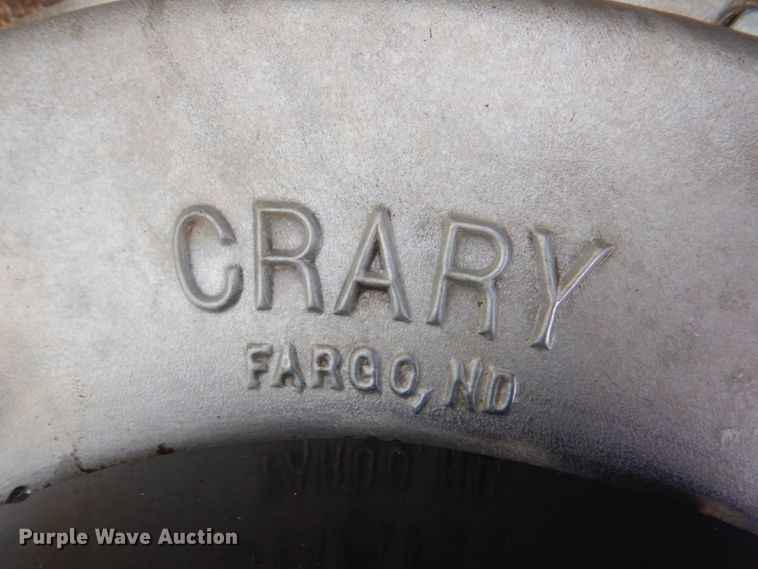 CRARY
FARGO, ND
Purple Wave Auction